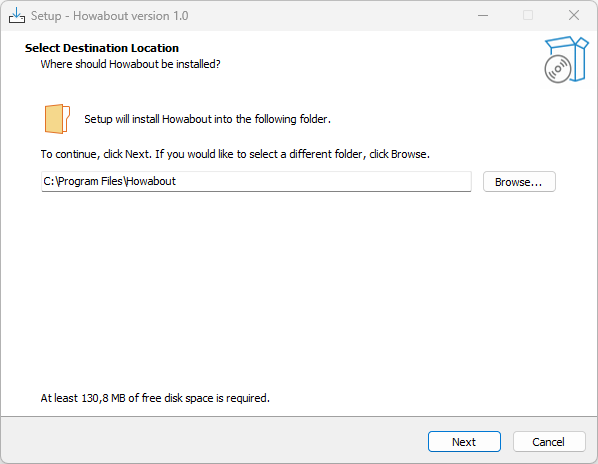 Setup - Howabout version 1.0
Select Destination Location
Where should Howabout be installed?
Setup will install Howabout into the following folder.
To continue, click Next. If you would like to select a different folder, click Browse.
C:\Program Files\Howabout
Browse...
At least 130,8 MB of free disk space is required.
Next
Cancel